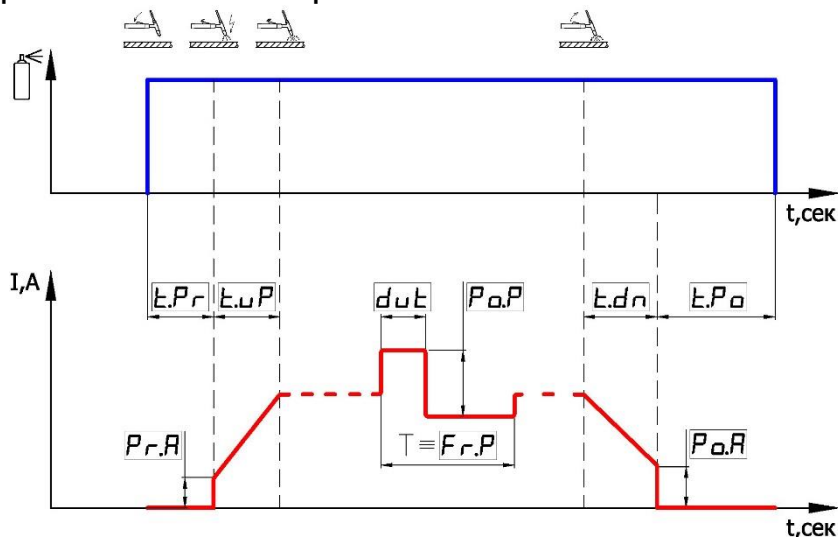 t,сек
I,A
t.Pr
t.uP
dut
Po.P
t.dn
t.Po
Pr.A
T ≡ Fr.P
Po.A
t,сек